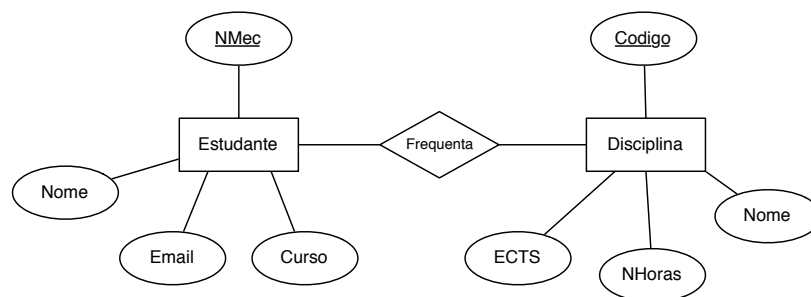 NMec
Codigo
Estudante
Frequenta
Disciplina
Nome
Nome
Email
Curso
ECTS
NHoras